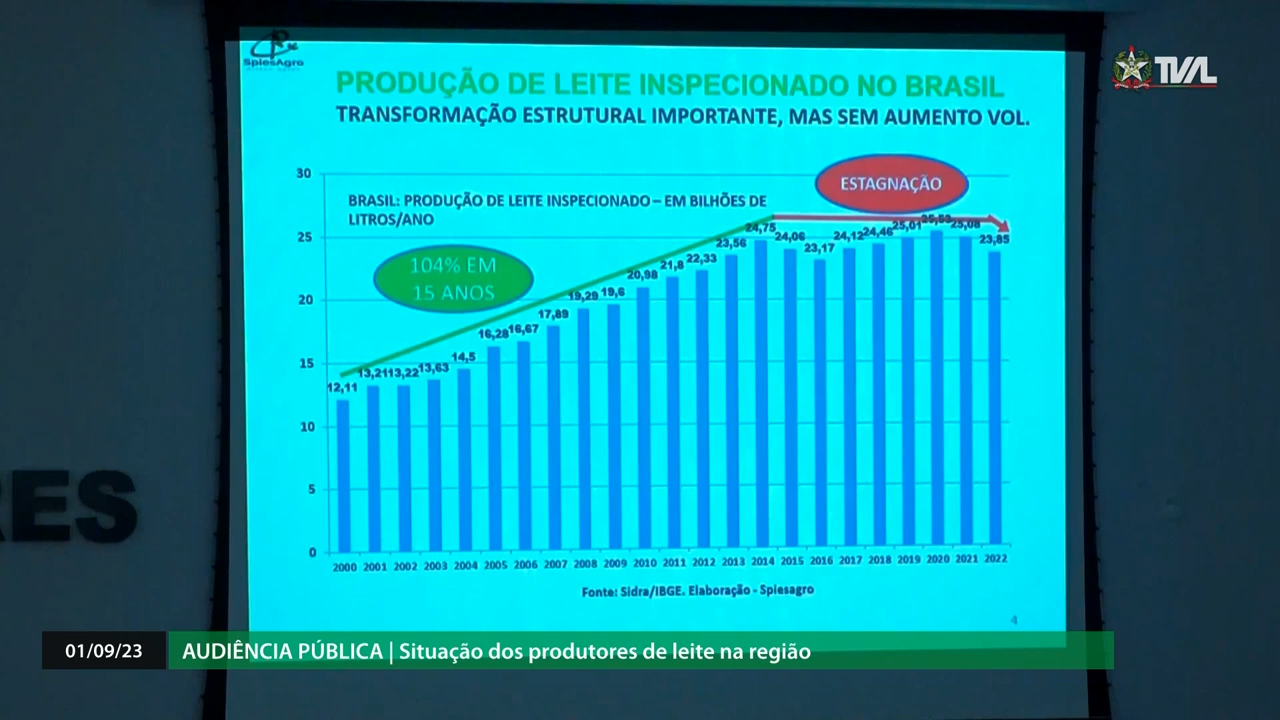 SpiesAgro
TVAL
PRODUÇÃO DE LEITE INSPECIONADO NO BRASIL
TRANSFORMAÇÃO ESTRUTURAL IMPORTANTE, MAS SEM AUMENTO VOL.
ESTAGNAÇÃO
BRASIL: PRODUÇÃO DE LEITE INSPECIONADO – EM BILHÕES DE
LITROS/ANO
104% EM
15 ANOS
30
25
20
15
10
5
0
12,11 13,21 13,22 13,63 14,5 16,28 16,67 17,89 19,29 19,6 20,98 21,8 22,33 23,56 24,75 24,06 23,17 24,12 24,46 25,01 25,53 25,08 23,85
2000 2001 2002 2003 2004 2005 2006 2007 2008 2009 2010 2011 2012 2013 2014 2015 2016 2017 2018 2019 2020 2021 2022
Fonte: Sidra/IBGE. Elaboração - Spiesagro
4
RES
01/09/23
AUDIÊNCIA PÚBLICA | Situação dos produtores de leite na região